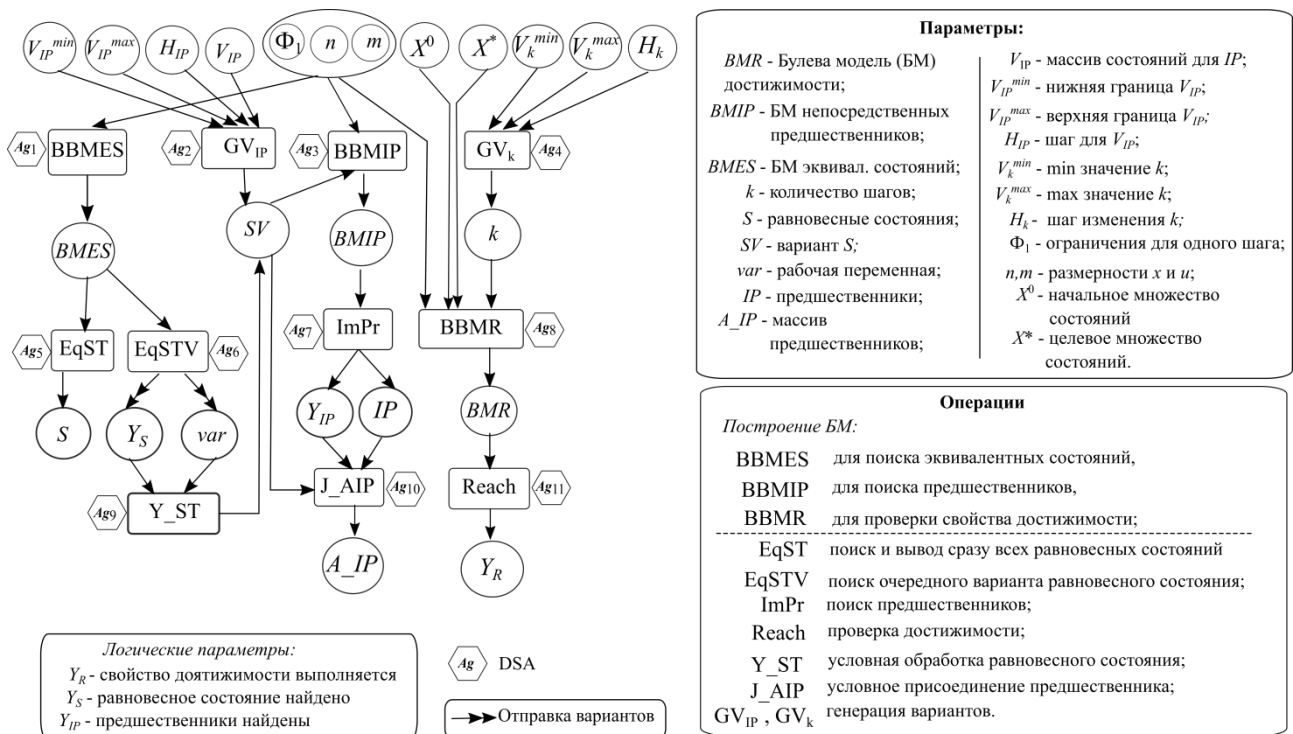 V_IP^min V_IP^max H_IP V_IP Φ₁ n m X⁰ X* V_k^min V_k^max H_k
Ag1 BBMES Ag2 GV_IP Ag3 BBMIP GV_k Ag4
BMES SV BMIP k
Ag5 EqST EqSTV Ag6 Ag7 ImPr BBMR Ag8
S Y_S var Y_IP IP BMR
Ag9 Y_ST J_AIP Ag10 Reach Ag11
A_IP Y_R
Логические параметры:
Y_R - свойство доятижимости выполняется
Y_S - равновесное состояние найдено
Y_IP - предшественники найдены
Ag DSA
Отправка вариантов
Параметры:
BMR - Булева модель (БМ)
достижимости;
BMIP - БМ непосредственных
предшественников;
BMES - БМ эквивал. состояний;
k - количество шагов;
S - равновесные состояния;
SV - вариант S;
var - рабочая переменная;
IP - предшественники;
A_IP - массив
предшественников;
V_IP - массив состояний для IP;
V_IP^min - нижняя граница V_IP;
V_IP^max - верхняя граница V_IP;
H_IP - шаг для V_IP;
V_k^min - min значение k;
V_k^max - max значение k;
H_k - шаг изменения k;
Φ₁ - ограничения для одного шага;
n,m - размерности x и u;
X⁰ - начальное множество
состояний
X* - целевое множество
состояний.
Операции
Построение БМ:
BBMES для поиска эквивалентных состояний,
BBMIP для поиска предшественников,
BBMR для проверки свойства достижимости;
EqST поиск и вывод сразу всех равновесных состояний
EqSTV поиск очередного варианта равновесного состояния;
ImPr поиск предшественников;
Reach проверка достижимости;
Y_ST условная обработка равновесного состояния;
J_AIP условное присоединение предшественника;
GV_IP , GV_k генерация вариантов.